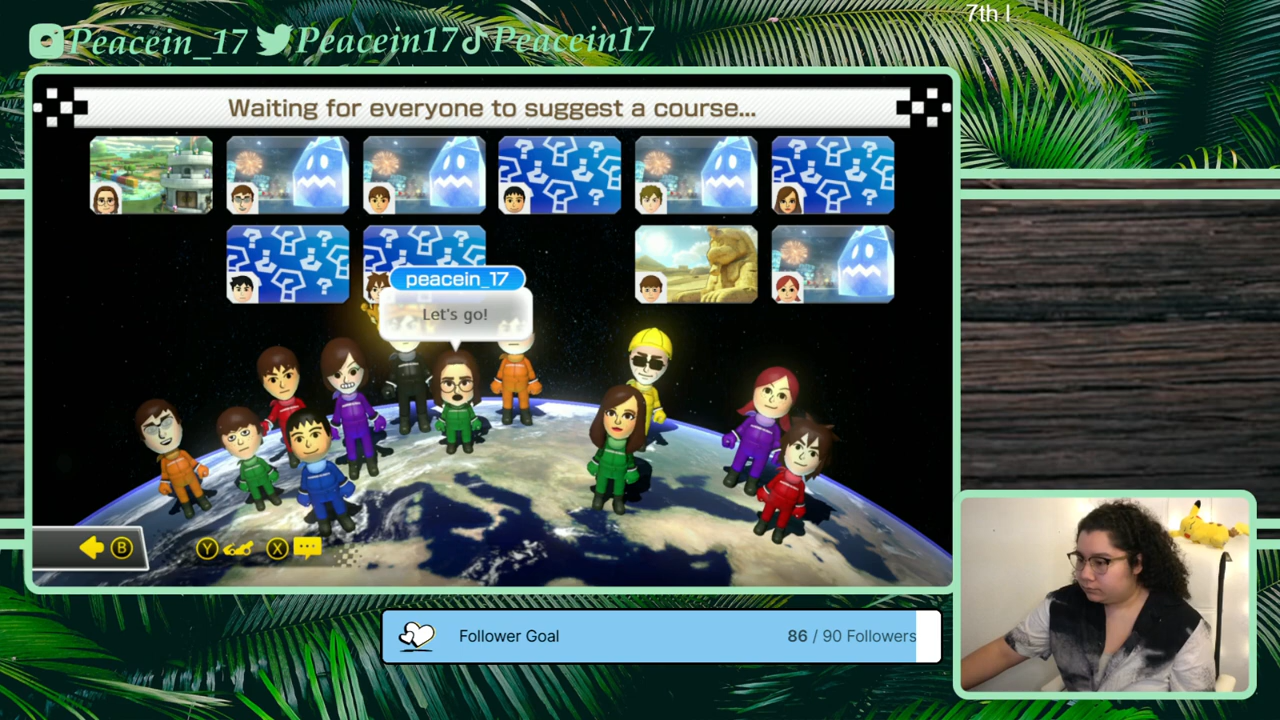 7th l
Peacein_17 Peacein17 Peacein17
Waiting for everyone to suggest a course...
peacein_17
Let's go!
B Y X
Follower Goal 86 / 90 Followers